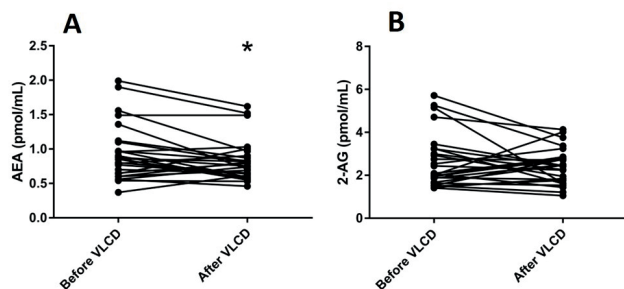 A
AEA (pmol/mL)
2.5
2.0
1.5
1.0
0.5
0.0
*
Before VLCD
After VLCD
B
2-AG (pmol/mL)
8
6
4
2
0
Before VLCD
After VLCD